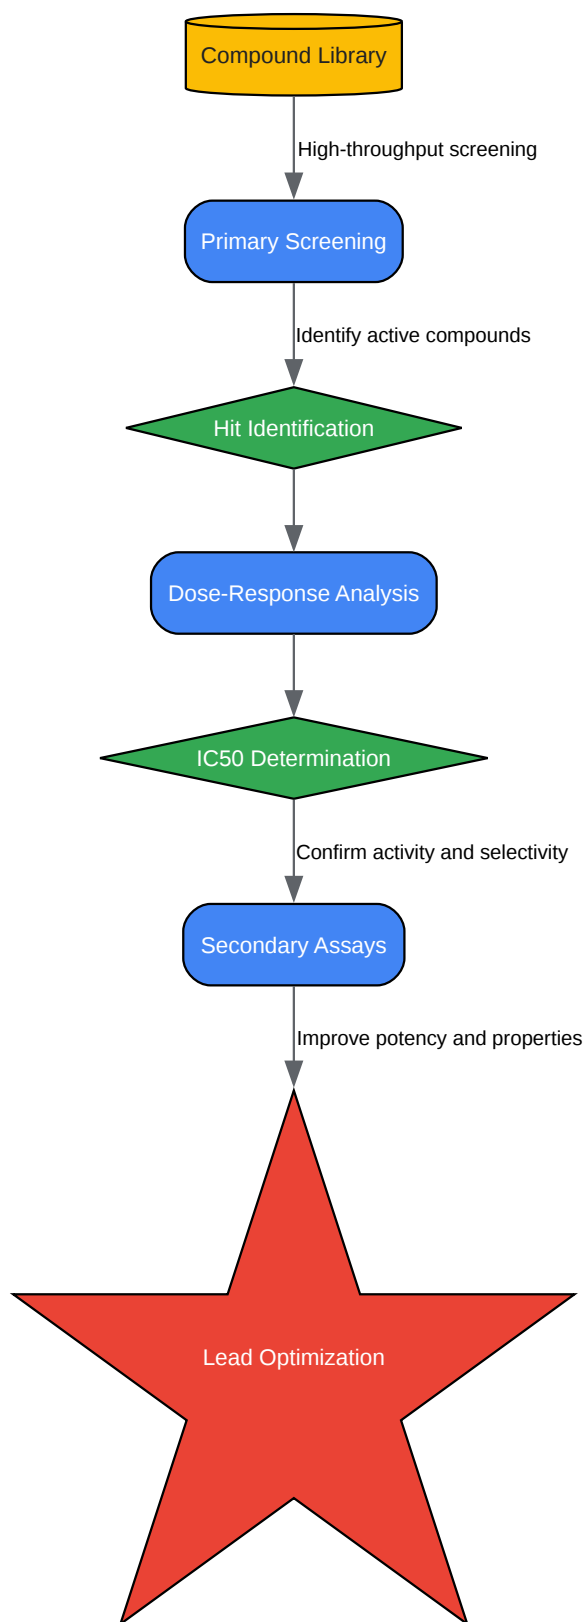 Compound Library
High-throughput screening
Primary Screening
Identify active compounds
Hit Identification
Dose-Response Analysis
IC50 Determination
Confirm activity and selectivity
Secondary Assays
Improve potency and properties
Lead Optimization